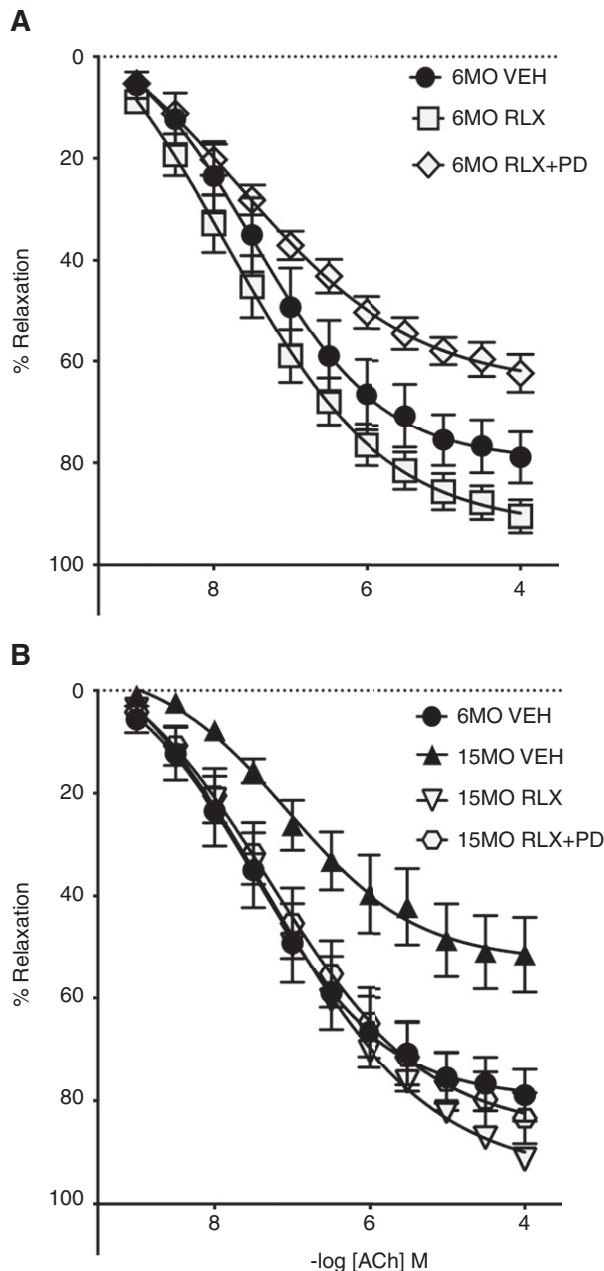 A
0
20
40
60
80
100
% Relaxation
6MO VEH
6MO RLX
6MO RLX+PD
8
6
4
B
0
20
40
60
80
100
% Relaxation
6MO VEH
15MO VEH
15MO RLX
15MO RLX+PD
8
6
4
-log [ACh] M